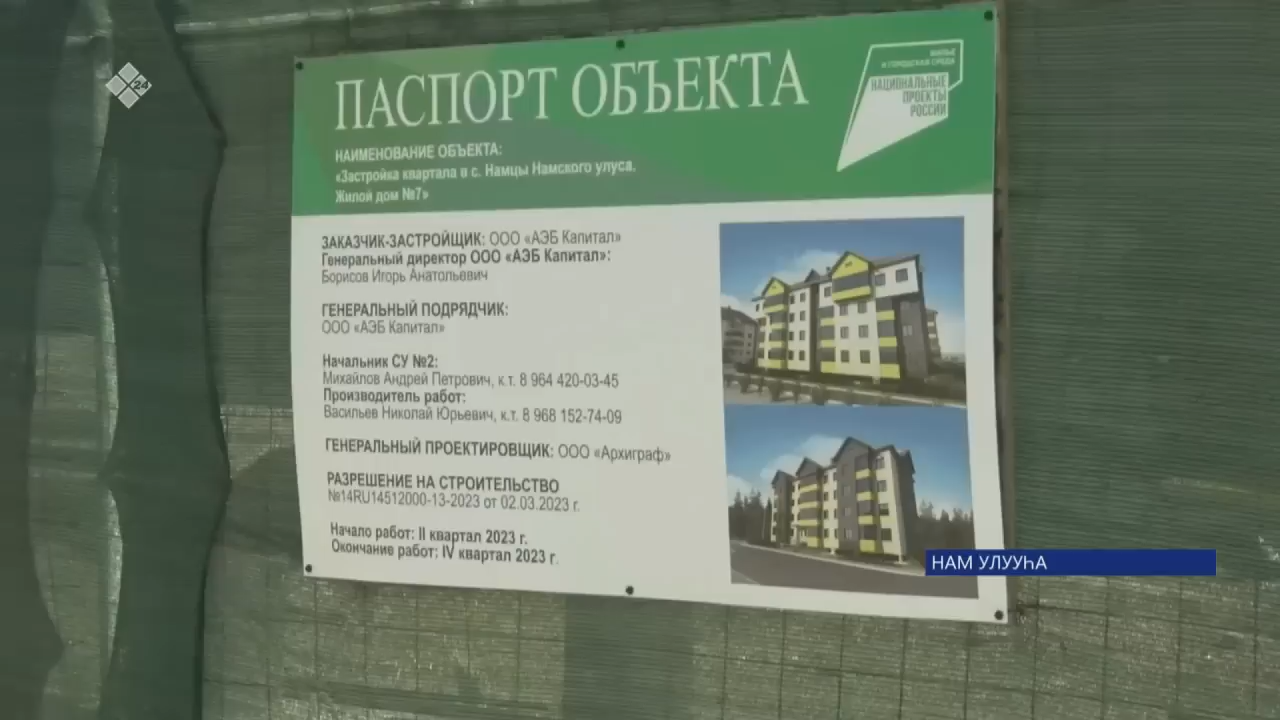 24
ПАСПОРТ ОБЪЕКТА
ЖИЛЬЕ
И ГОРОДСКАЯ СРЕДА
НАЦИОНАЛЬНЫЕ
ПРОЕКТЫ
РОССИИ
НАИМЕНОВАНИЕ ОБЪЕКТА:
«Застройка квартала в с. Намцы Намского улуса.
Жилой дом №7»
ЗАКАЗЧИК-ЗАСТРОЙЩИК: ООО «АЭБ Капитал»
Генеральный директор ООО «АЭБ Капитал»:
Борисов Игорь Анатольевич
ГЕНЕРАЛЬНЫЙ ПОДРЯДЧИК:
ООО «АЭБ Капитал»
Начальник СУ №2:
Михайлов Андрей Петрович, к.т. 8 964 420-03-45
Производитель работ:
Васильев Николай Юрьевич, к.т. 8 968 152-74-09
ГЕНЕРАЛЬНЫЙ ПРОЕКТИРОВЩИК: ООО «Архиграф»
РАЗРЕШЕНИЕ НА СТРОИТЕЛЬСТВО
№14RU14512000-13-2023 от 02.03.2023 г.
Начало работ: II квартал 2023 г.
Окончание работ: IV квартал 2023 г.
НАМ УЛУУҺА